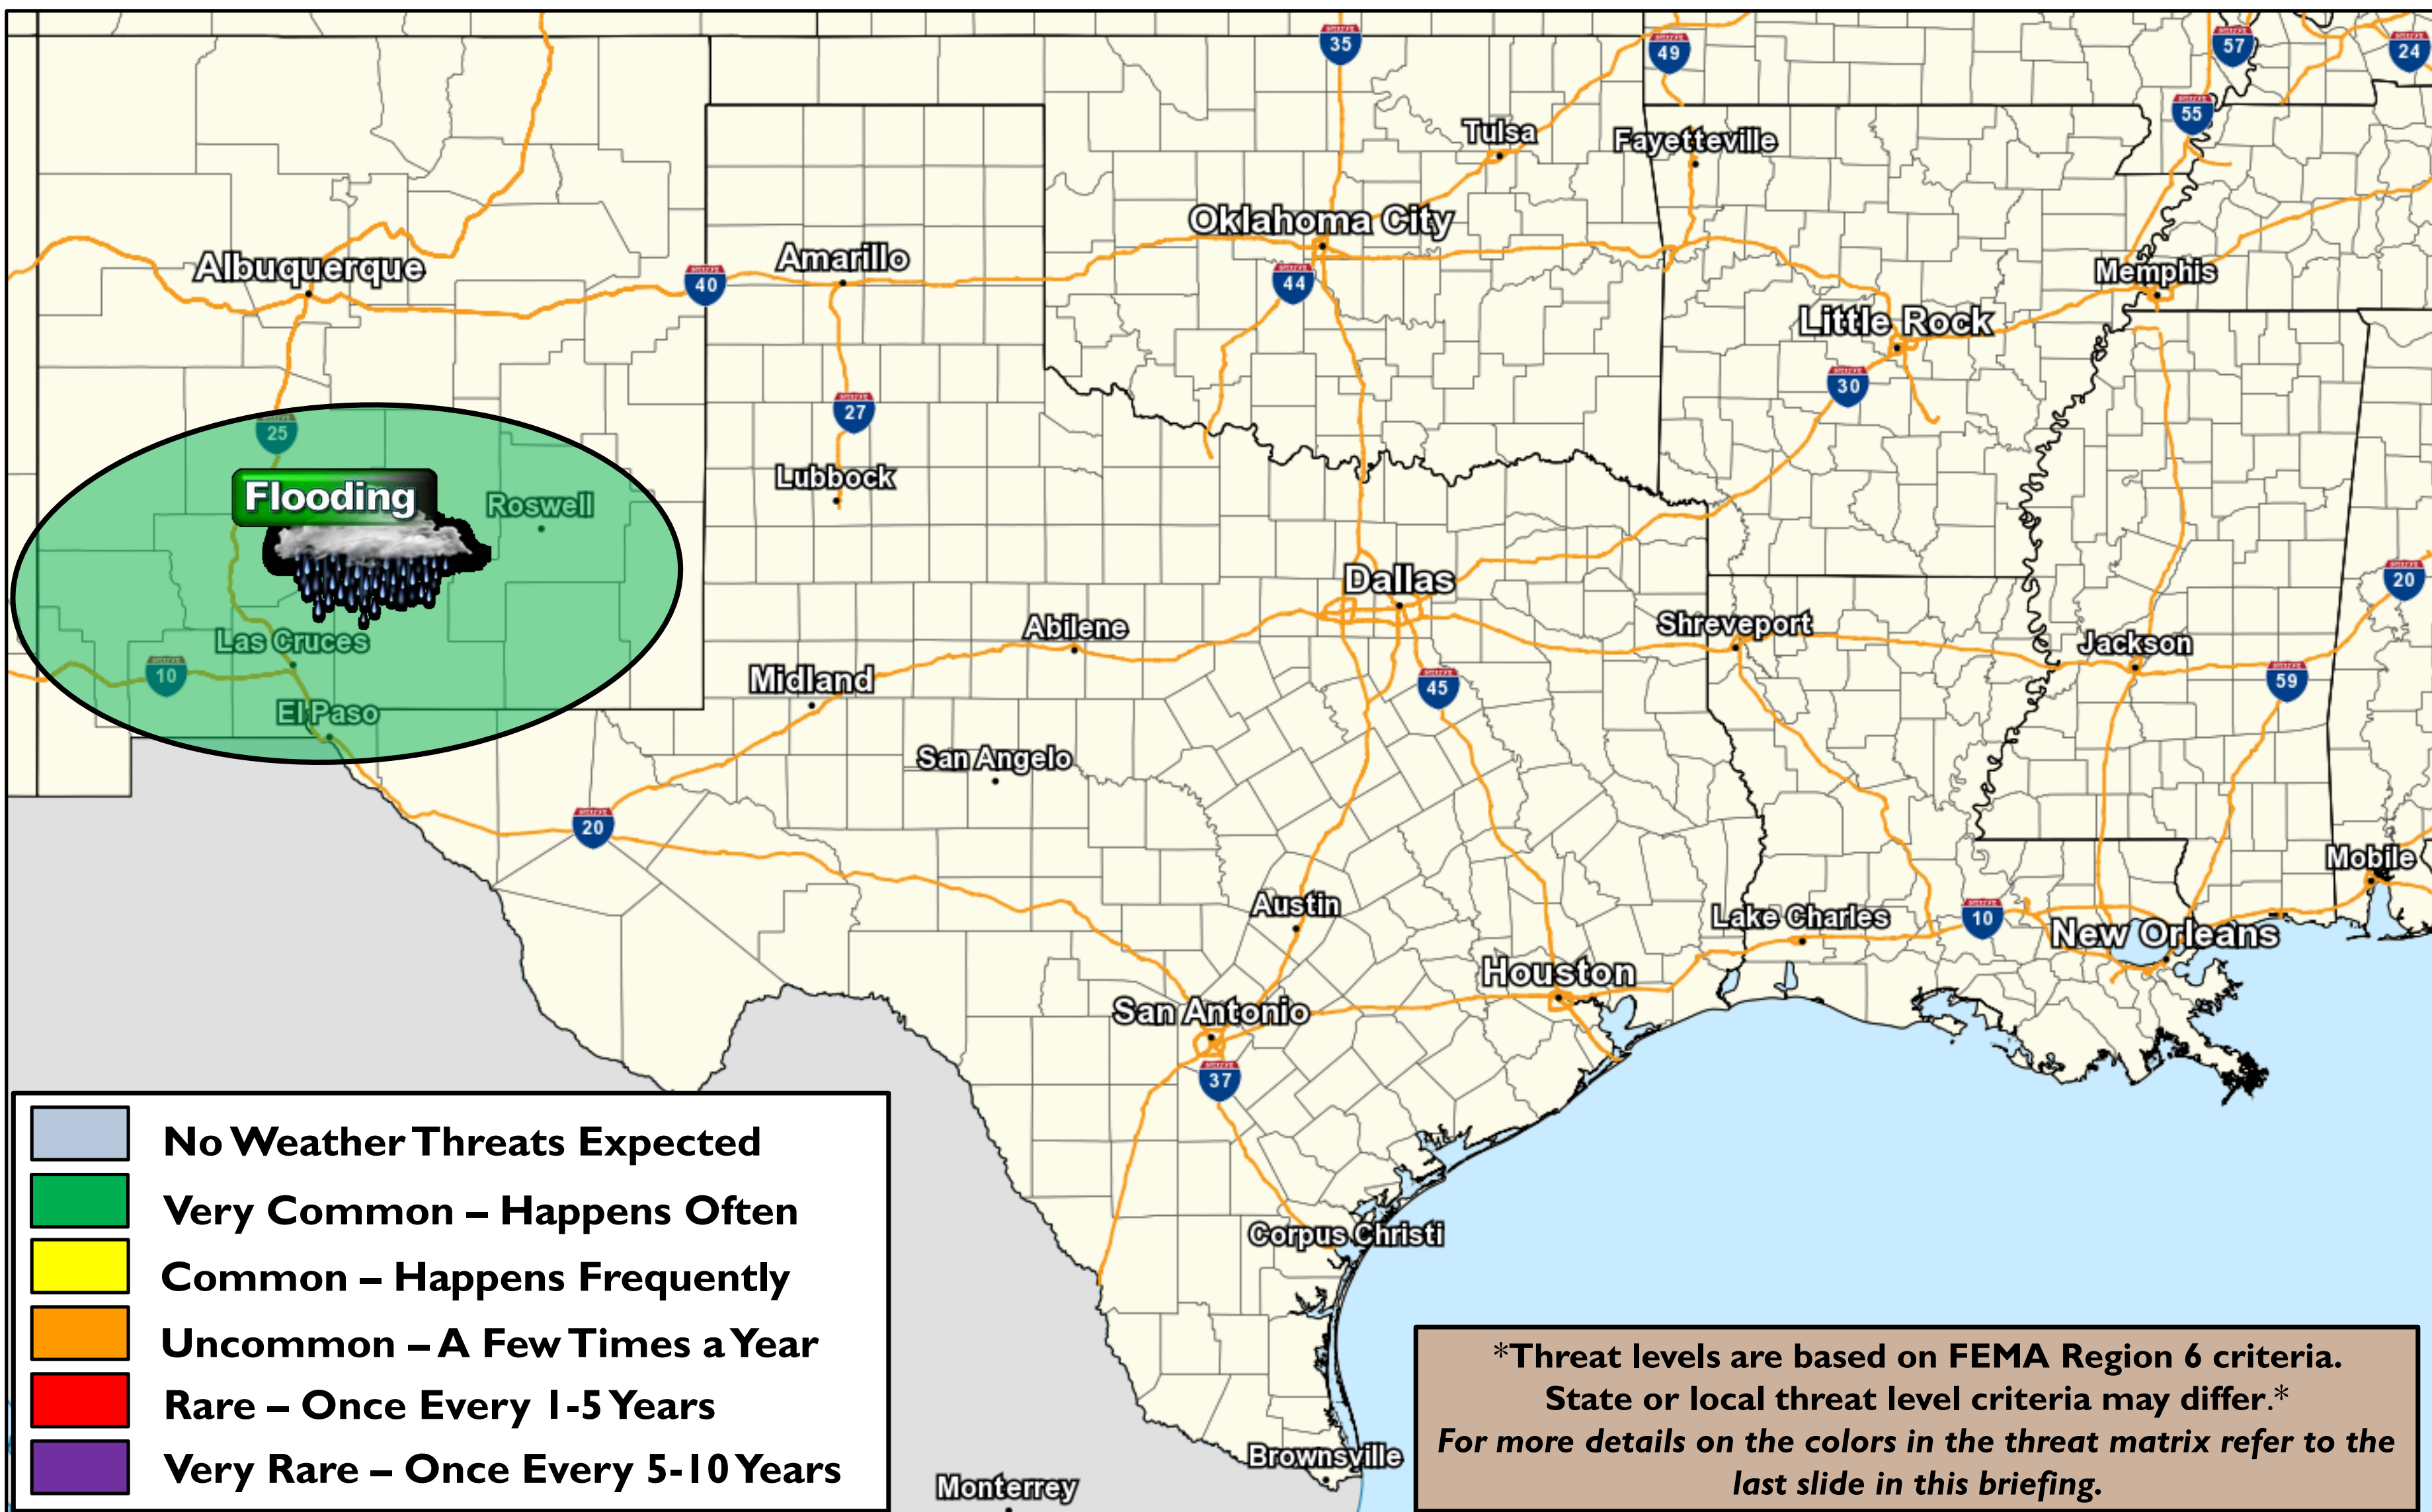 35
49
57
24
55
Tulsa
Fayetteville
Oklahoma City
Albuquerque
40
Amarillo
44
Memphis
Little Rock
30
27
25
Lubbock
Flooding
Roswell
Dallas
20
Abilene
Shreveport
Jackson
Las Cruces
10
Midland
45
59
El Paso
San Angelo
20
Mobile
Austin
Lake Charles
10
New Orleans
Houston
San Antonio
37
Corpus Christi
Brownsville
Monterrey
No Weather Threats Expected
Very Common – Happens Often
Common – Happens Frequently
Uncommon – A Few Times a Year
Rare – Once Every 1-5 Years
Very Rare – Once Every 5-10 Years
*Threat levels are based on FEMA Region 6 criteria.
State or local threat level criteria may differ.*
For more details on the colors in the threat matrix refer to the
last slide in this briefing.